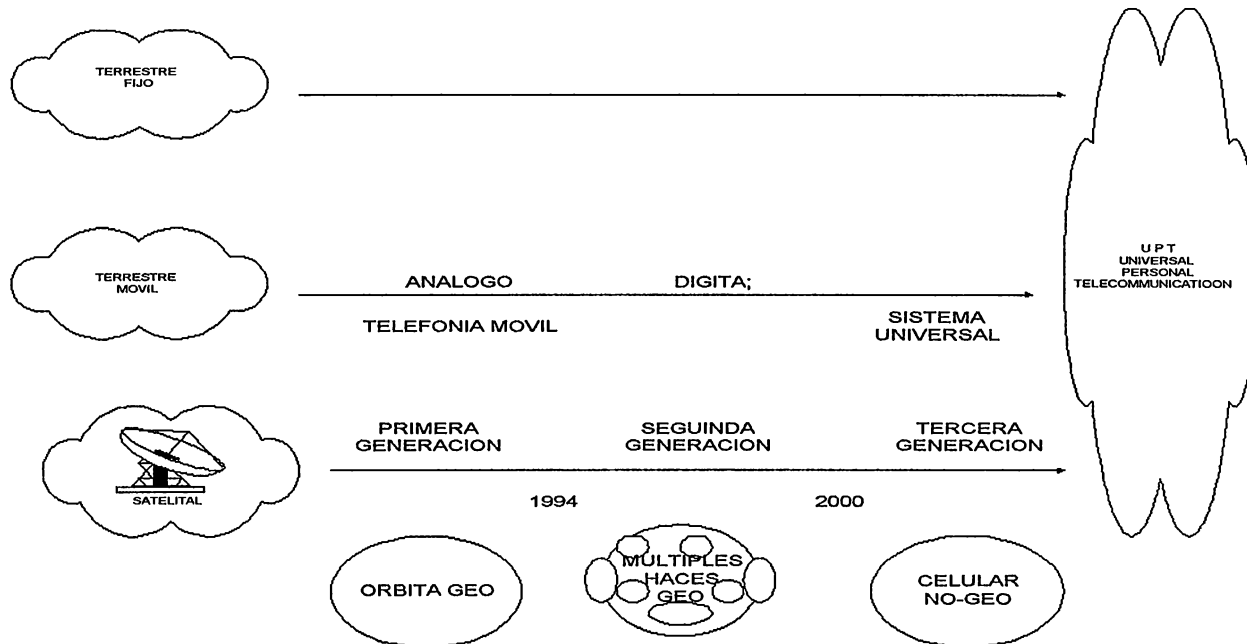 TERRESTRE
FIJO
TERRESTRE
MOVIL
ANALOGO
DIGITA;
TELEFONIA MOVIL
SISTEMA
UNIVERSAL
U P T
UNIVERSAL
PERSONAL
TELECOMMUNICATIOON
SATELITAL
PRIMERA
GENERACION
SEGUINDA
GENERACION
TERCERA
GENERACION
1994
2000
ORBITA GEO
MULTIPLES
HACES
GEO
CELULAR
NO-GEO